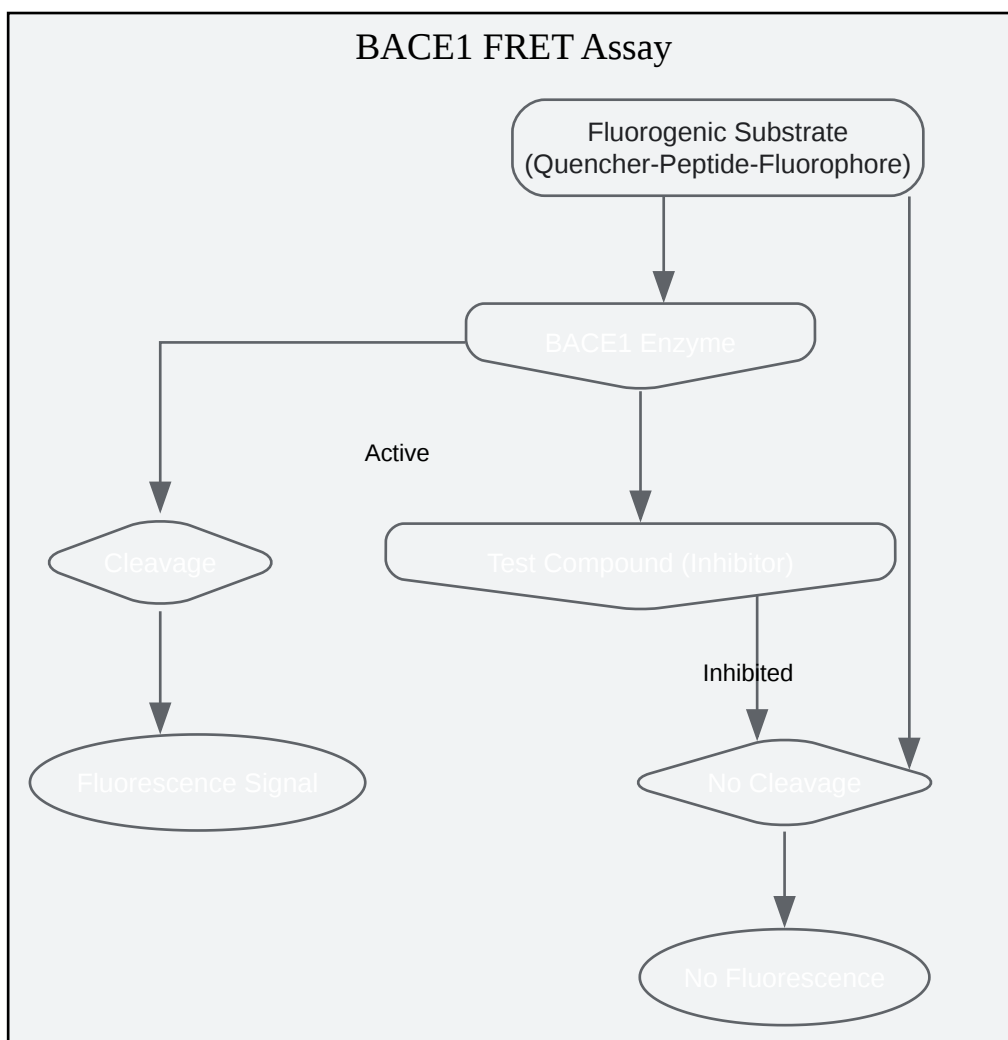 BACE1 FRET Assay
Fluorogenic Substrate
(Quencher-Peptide-Fluorophore)
BACE1 Enzyme
Active
Cleavage
Test Compound (Inhibitor)
Inhibited
Fluorescence Signal
No Cleavage
No Fluorescence